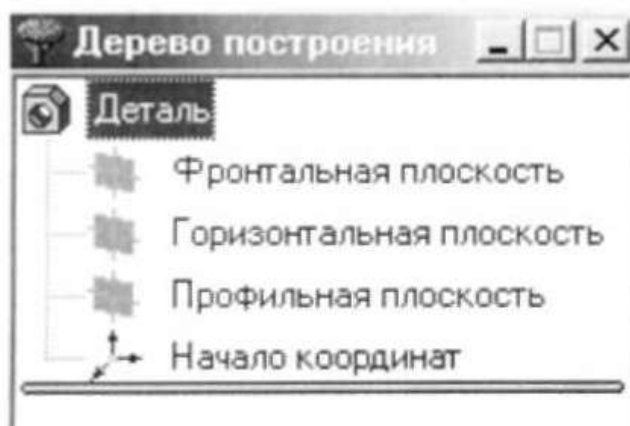 Дерево построения
Деталь
Фронтальная плоскость
Горизонтальная плоскость
Профильная плоскость
Начало координат